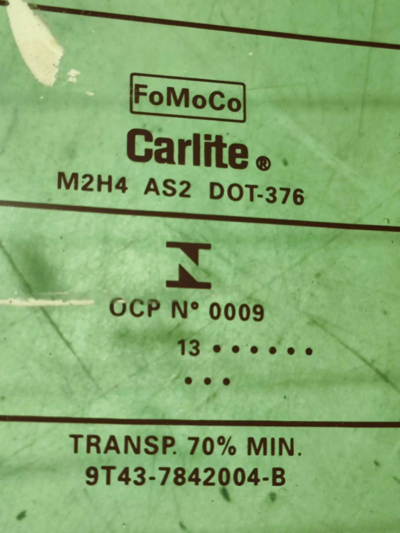 FoMoCo
Carlite®
M2H4 AS2 DOT-376
OCP N° 0009
13 • • • • • •
• • •
TRANSP. 70% MIN.
9T43-7842004-B